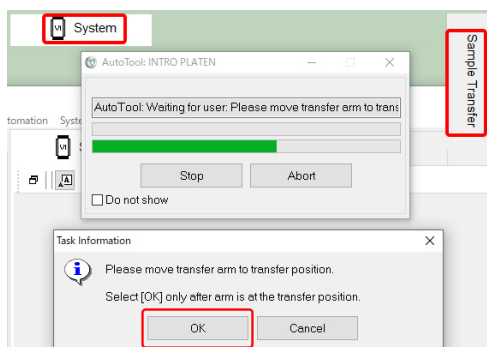 System
AutoTool: INTRO PLATEN
Sample Transfer
AutoTool: Waiting for user: Please move transfer arm to trans
tomation Syste
Stop Abort
Do not show
Task Information
Please move transfer arm to transfer position.
Select [OK] only after arm is at the transfer position.
OK Cancel